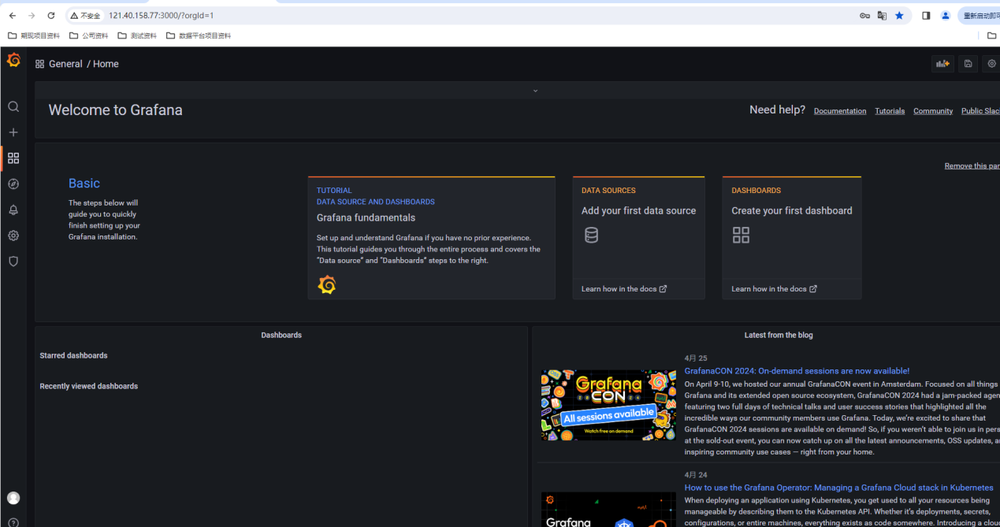 不安全 121.40.158.77:3000/?orgId=1
重新启动即可
期现项目资料 公司资料 测试资料 数据平台项目资料
General / Home
Welcome to Grafana
Need help? Documentation Tutorials Community Public Slac
Remove this pan
Basic
The steps below will
guide you to quickly
finish setting up your
Grafana installation.
TUTORIAL
DATA SOURCE AND DASHBOARDS
Grafana fundamentals
Set up and understand Grafana if you have no prior experience.
This tutorial guides you through the entire process and covers the
“Data source” and “Dashboards” steps to the right.
DATA SOURCES
Add your first data source
Learn how in the docs
DASHBOARDS
Create your first dashboard
Learn how in the docs
Dashboards
Starred dashboards
Recently viewed dashboards
Latest from the blog
Grafana
CON
All sessions available
Watch free on demand
4月 25
GrafanaCON 2024: On-demand sessions are now available!
On April 9-10, we hosted our annual GrafanaCON event in Amsterdam. Focused on all things
Grafana and its extended open source ecosystem, GrafanaCON 2024 had a jam-packed agen
featuring two full days of technical talks and user success stories that highlighted all the
incredible ways our community members use Grafana. Today, we’re excited to share that
GrafanaCON 2024 sessions are available on demand! So, if you weren’t able to join us in pers
at the sold-out event, you can now catch up on all the latest announcements, OSS updates, a
inspiring community use cases — right from your home.
Grafana
4月 24
How to use the Grafana Operator: Managing a Grafana Cloud stack in Kubernetes
When deploying an application using Kubernetes, you get used to all your resources being
manageable by describing them to the Kubernetes API. Whether it’s deployments, secrets,
configurations, or entire machines, everything exists as code somewhere. Introducing a clou